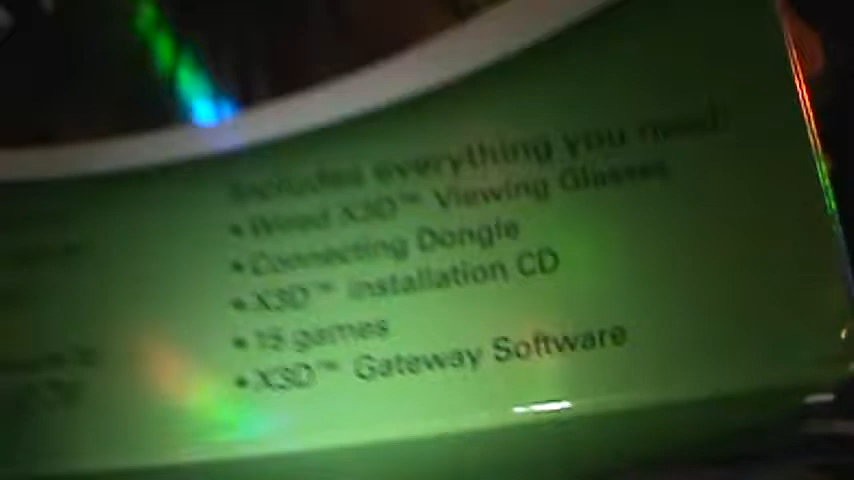 Includes everything you need:
•Wired X3D™ Viewing Glasses
•Connecting Dongle
•X3D™ installation CD
•15 games
•X3D™ Gateway Software